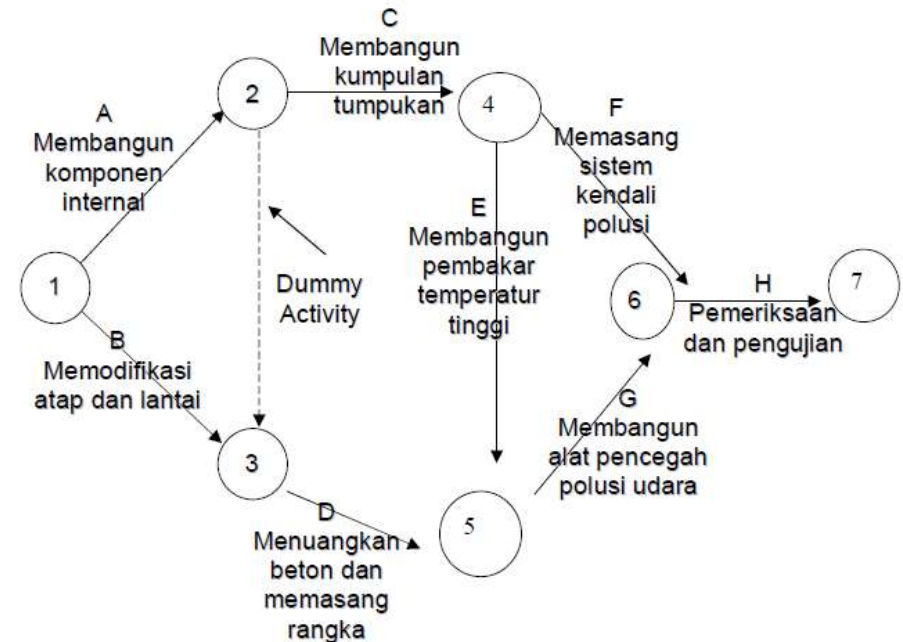 C
Membangun
kumpulan
tumpukan
2
4
A
Membangun
komponen
internal
F
Memasang
sistem
kendali
polusi
E
Membangun
pembakar
temperatur
tinggi
Dummy
Activity
1
6
H
Pemeriksaan
dan pengujian
7
B
Memodifikasi
atap dan lantai
G
Membangun
alat pencegah
polusi udara
3
5
D
Menuangkan
beton dan
memasang
rangka